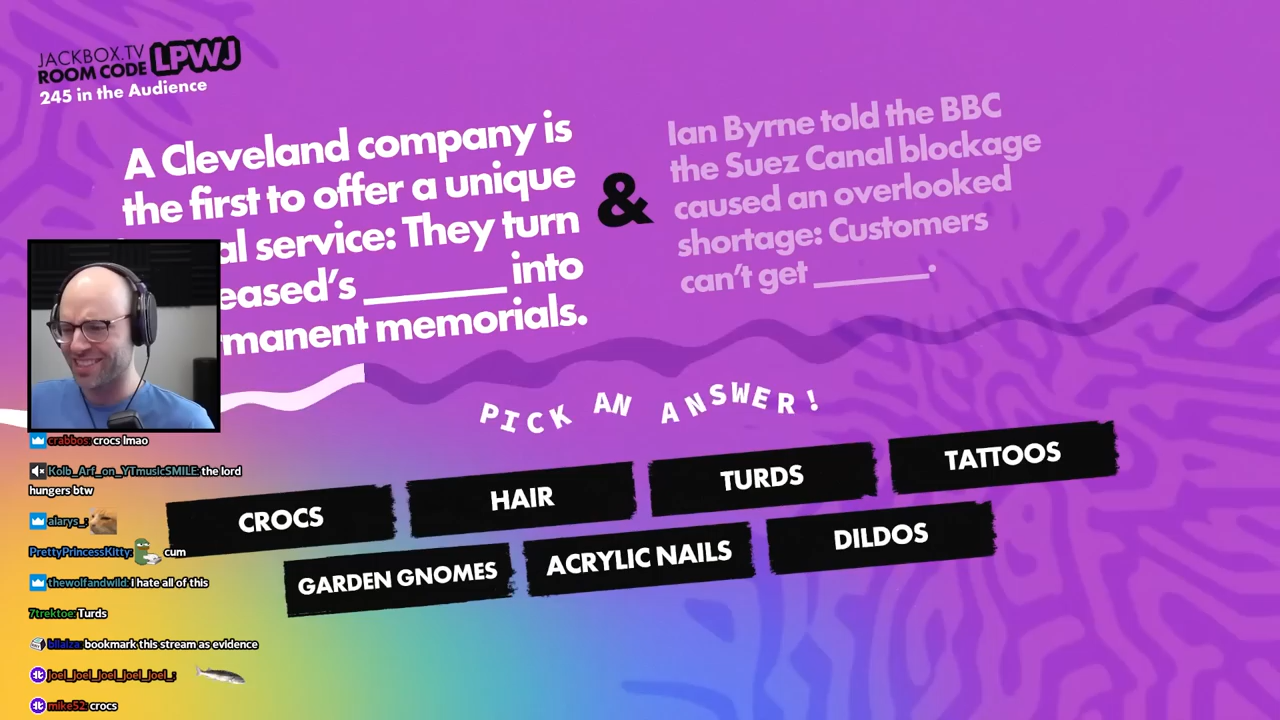 JACKBOX.TV
ROOM CODE LPWJ
245 in the Audience
A Cleveland company is
the first to offer a unique
al service: They turn
eased's ______ into
rmanent memorials.
&
Ian Byrne told the BBC
the Suez Canal blockage
caused an overlooked
shortage: Customers
can't get ______.
PICK AN ANSWER!
CROCS
HAIR
TURDS
TATTOOS
GARDEN GNOMES
ACRYLIC NAILS
DILDOS
crabbos: crocs lmao
Kolb_Arf_on_YTmusicSMILE: the lord
hungers btw
alarys_:
PrettyPrincessKitty: cum
thewolfandwild: I hate all of this
7trektoe: Turds
bookmark this stream as evidence
Joel_Joel_Joel_Joel_Joel_:
mike52: crocs